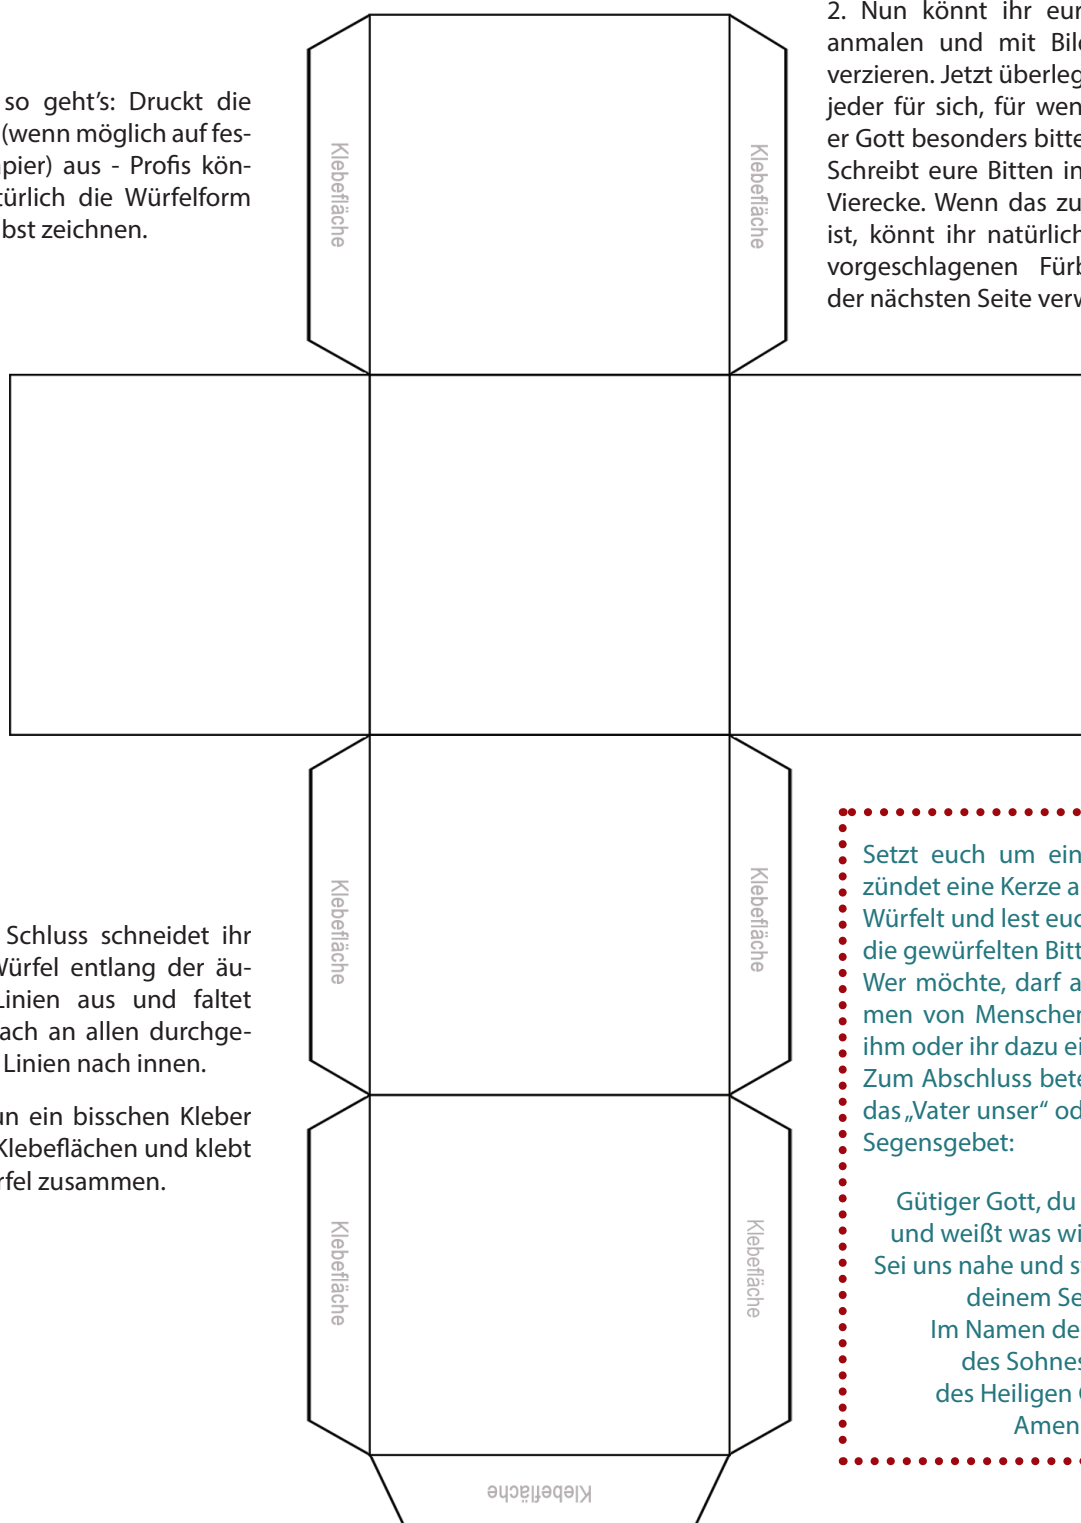 so geht's: Druckt die
(wenn möglich auf fes-
pier) aus - Profis kön-
türlich die Würfelform
bst zeichnen.
Klebefläche
Klebefläche
2. Nun könnt ihr eur
anmalen und mit Bild
verzieren. Jetzt überleg
jeder für sich, für wen
er Gott besonders bitte
Schreibt eure Bitten in
Vierecke. Wenn das zu
ist, könnt ihr natürlich
vorgeschlagenen Fürb
der nächsten Seite verw
Schluss schneidet ihr
Würfel entlang der äu-
Linien aus und faltet
ach an allen durchge-
Linien nach innen.
un ein bisschen Kleber
Klebeflächen und klebt
rfel zusammen.
Klebefläche
Klebefläche
Klebefläche
Klebefläche
Klebefläche
Setzt euch um ein
zündet eine Kerze a
Würfelt und lest euc
die gewürfelten Bitt
Wer möchte, darf a
men von Menschen
ihm oder ihr dazu ei
Zum Abschluss bete
das „Vater unser“ od
Segensgebet:
Gütiger Gott, du
und weißt was wi
Sei uns nahe und s
deinem Se
Im Namen de
des Sohnes
des Heiligen G
Amen